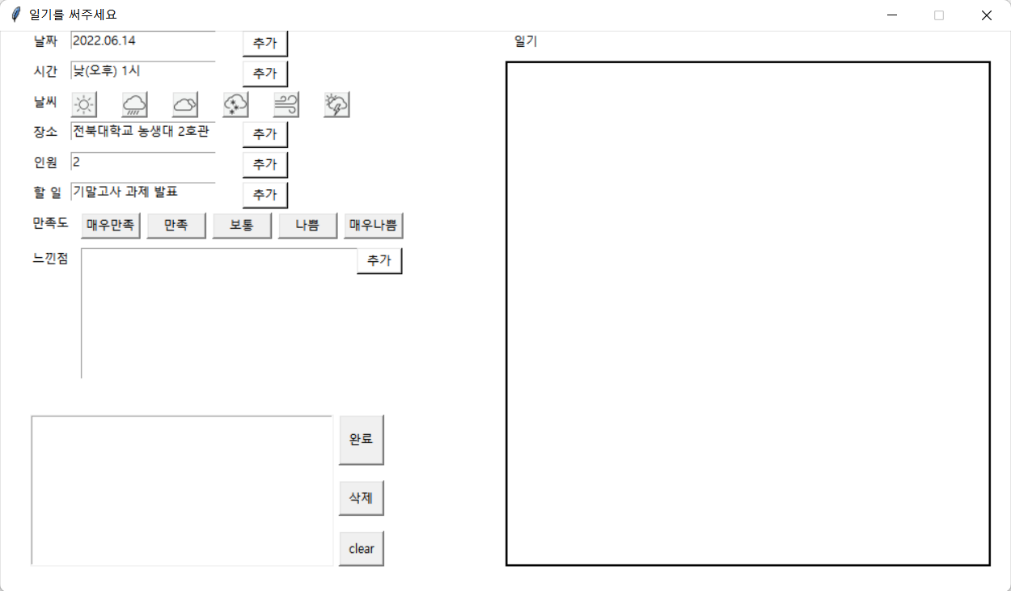 일기를 써주세요
날짜 2022.06.14 추가 일기
시간 낮(오후) 1시 추가
날씨
장소 전북대학교 농생대 2호관 추가
인원 2 추가
할 일 기말고사 과제 발표 추가
만족도 매우만족 만족 보통 나쁨 매우나쁨
느낀점 추가
완료
삭제
clear